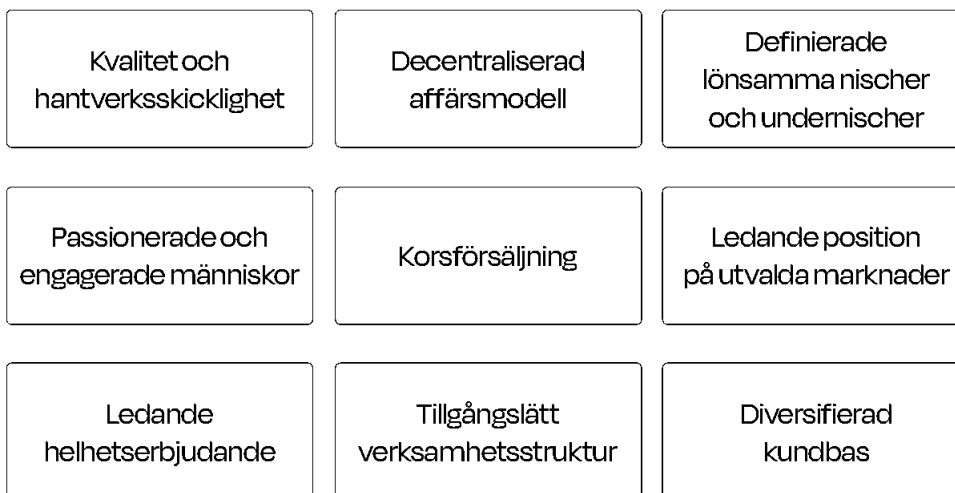 Kvalitet och
hantverksskicklighet
Decentraliserad
affärsmodell
Definierade
lönsamma nischer
och undernischer
Passionerade och
engagerade människor
Korsförsäljning
Ledande position
på utvalda marknader
Ledande
helhetserbjudande
Tillgångslätt
verksamhetsstruktur
Diversifierad
kundbas